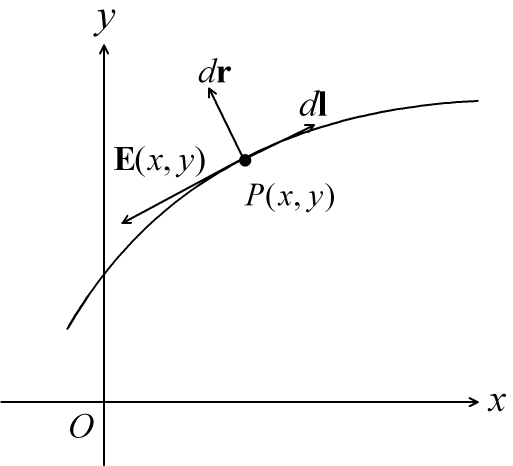 y
dr
dl
E(x, y)
P(x, y)
x
O